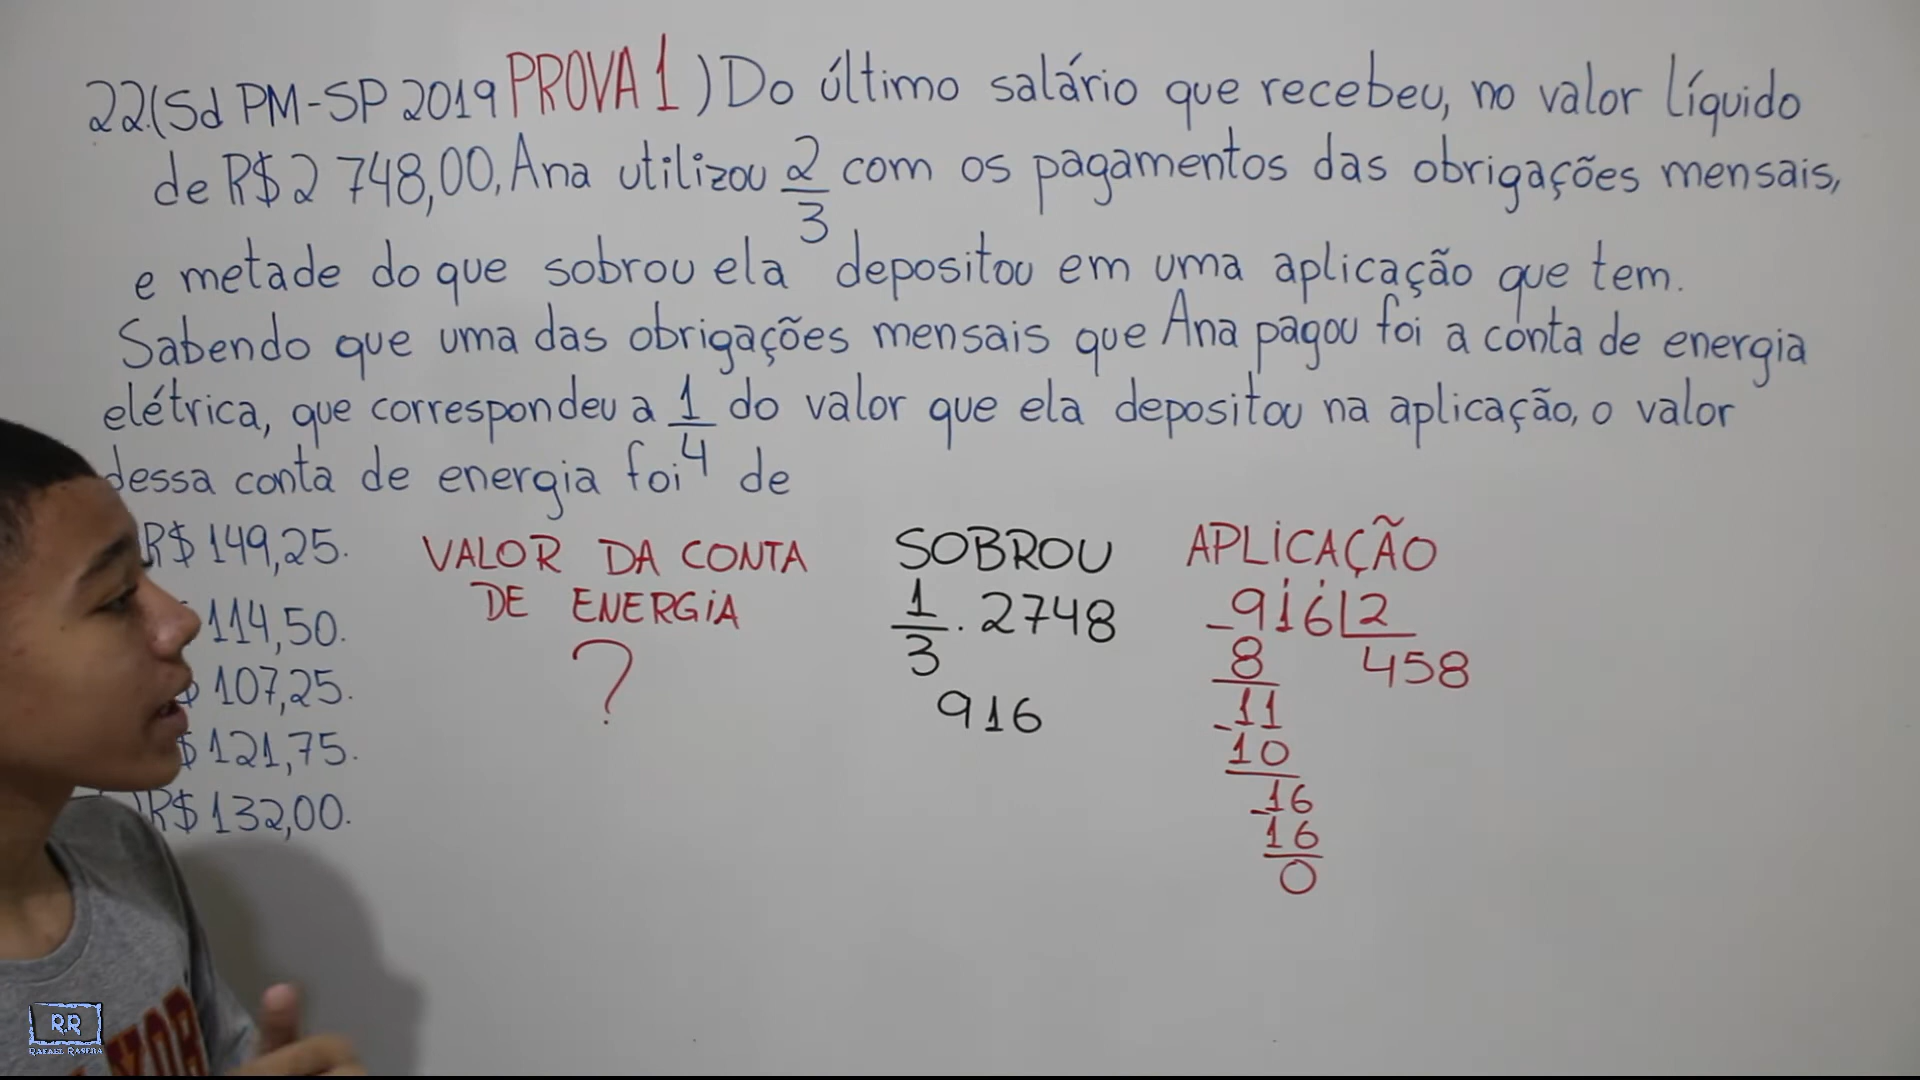 22.(Sd PM-SP 2019 PROVA 1) Do último salário que recebeu, no valor líquido
de R$ 2 748,00, Ana utilizou 2/3 com os pagamentos das obrigações mensais,
e metade do que sobrou ela depositou em uma aplicação que tem.
Sabendo que uma das obrigações mensais que Ana pagou foi a conta de energia
elétrica, que correspondeu a 1/4 do valor que ela depositou na aplicação, o valor
dessa conta de energia foi de
R$ 149,25.
$ 114,50.
$ 107,25.
$ 121,75.
) R$ 132,00.
VALOR DA CONTA
DE ENERGIA
?
SOBROU
1/3 . 2748
916
APLICAÇÃO
-916 | 2
8 458
-11
10
-16
16
0
R.R
RAFAEL RASERA